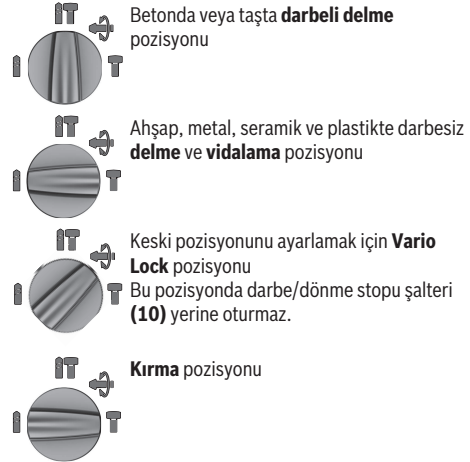 Betonda veya taşta darbeli delme
pozisyonu
Ahşap, metal, seramik ve plastikte darbesiz
delme ve vidalama pozisyonu
Keski pozisyonunu ayarlamak için Vario
Lock pozisyonu
Bu pozisyonda darbe/dönme stopu şalteri
(10) yerine oturmaz.
Kırma pozisyonu